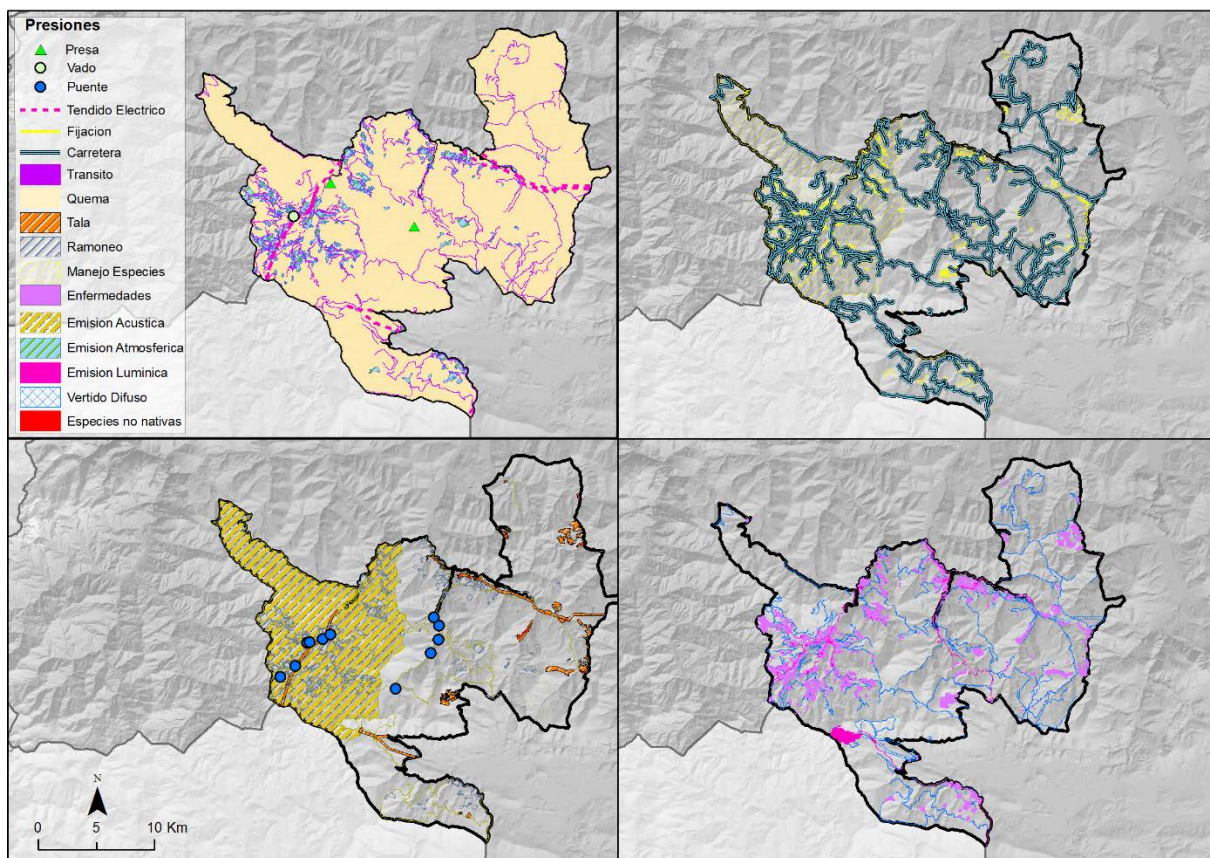 Presiones
Presa
Vado
Puente
Tendido Electrico
Fijacion
Carretera
Transito
Quema
Tala
Ramoneo
Manejo Especies
Enfermedades
Emision Acustica
Emision Atmosferica
Emision Luminica
Vertido Difuso
Especies no nativas
N
0 5 10 Km